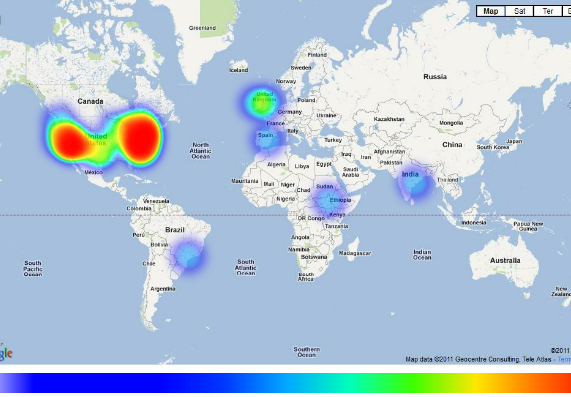 Map Sat Ter
Greenland
Iceland
Finland
Sweden
Norway
Russia
Canada
United
Kingdom
Poland
Germany
Ukraine
Kazakhstan
Mongolia
France
Italy
Spain
Turkey
China
Japan
South Korea
United
States
North
Atlantic
Ocean
Iraq
Iran
Afghanistan
Pakistan
Algeria
Libya
Egypt
Saudi
Arabia
México
India
Thailand
Mauritania
Mali
Niger
Chad
Sudan
Nigeria
Ethiopia
Venezuela
Colombia
DR Congo
Kenya
Indonesia
Papua New
Guinea
Tanzania
Brazil
Peru
Bolivia
Angola
Namibia
Botswana
Madagascar
Indian
Ocean
Australia
South
Pacific
Ocean
South
Atlantic
Ocean
Chile
South
Africa
Argentina
New
Zealand
Southern
Ocean
©2011
gle
Map data ©2011 Geocentre Consulting, Tele Atlas -